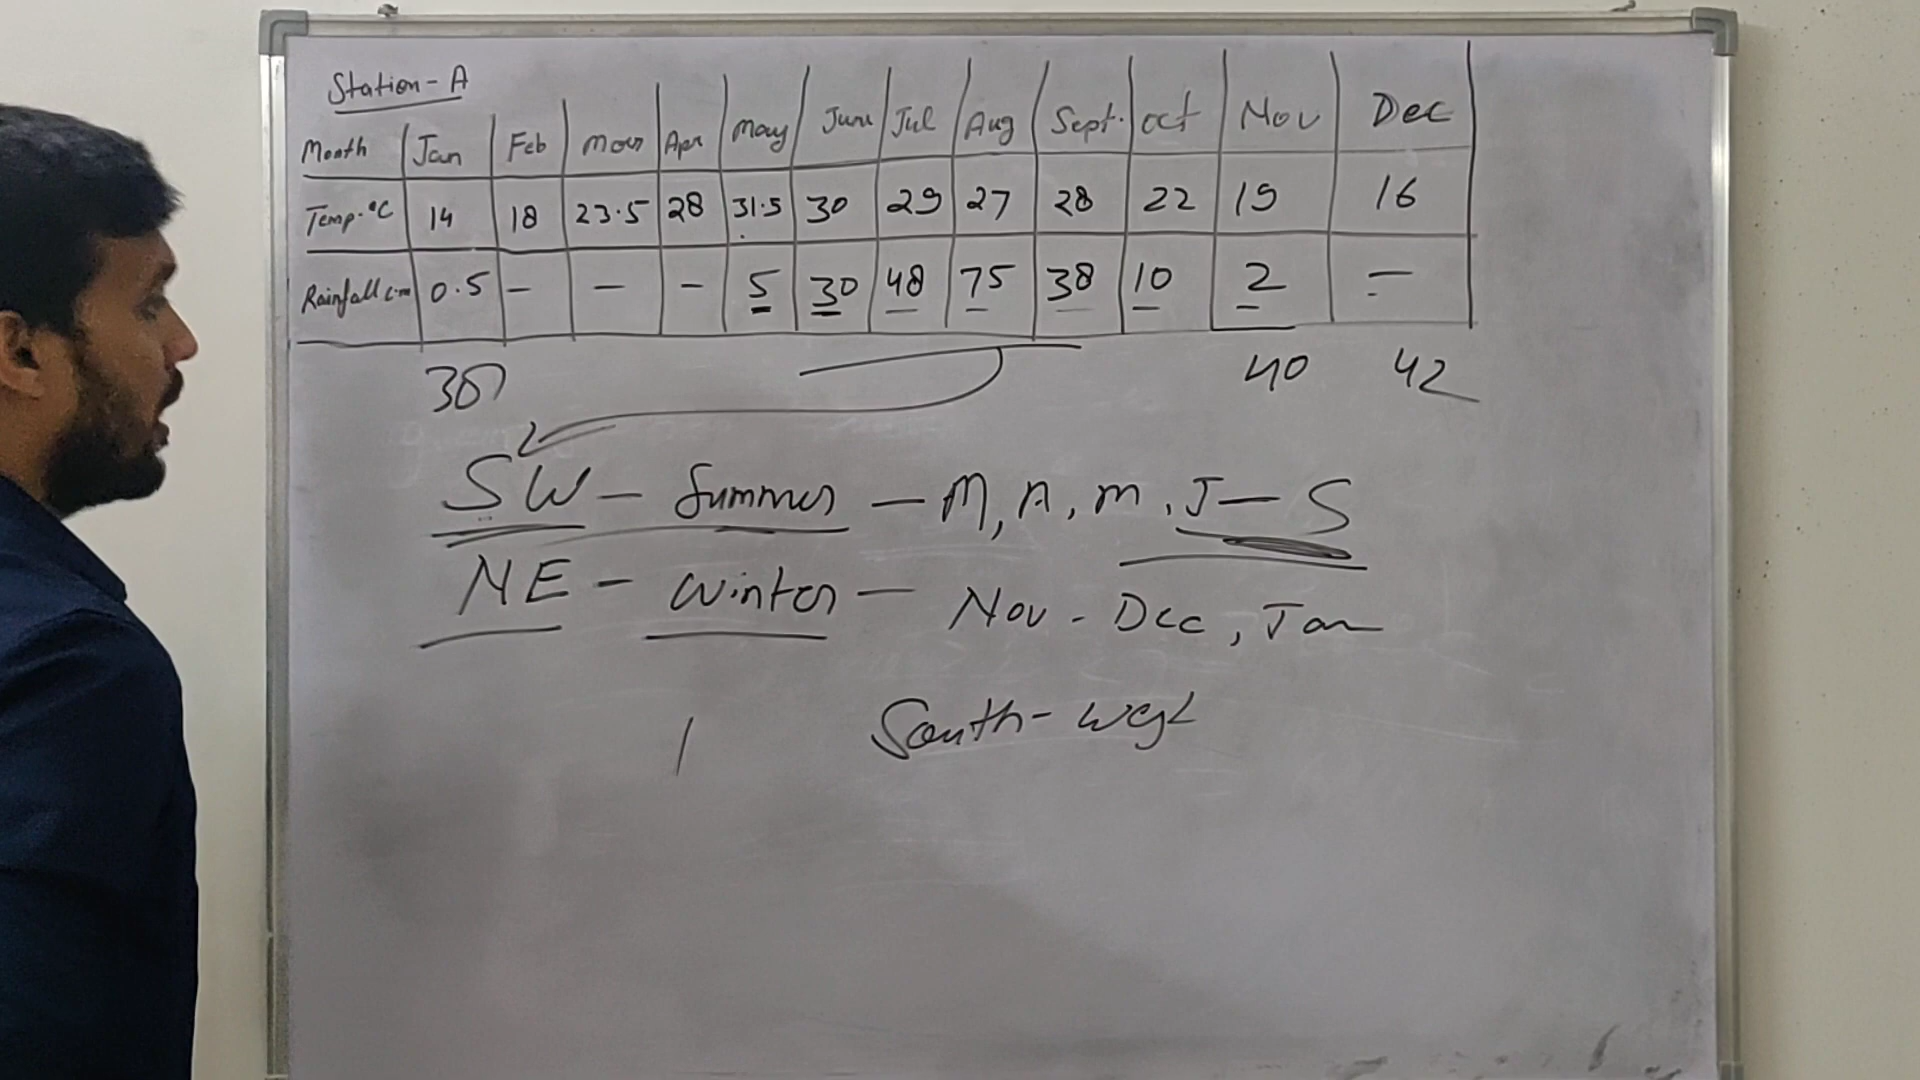 Station - A
Month Jan Feb Mar Apr May June Jul Aug Sept. Oct Nov Dec
Temp. °C 14 18 23.5 28 31.5 30 29 27 28 22 19 16
Rainfall cm 0.5 - - - 5 30 48 75 38 10 2 -
40 42
SW - Summer - M, A, M, J - S
NE - Winter - Nov - Dec, Jan
South-West